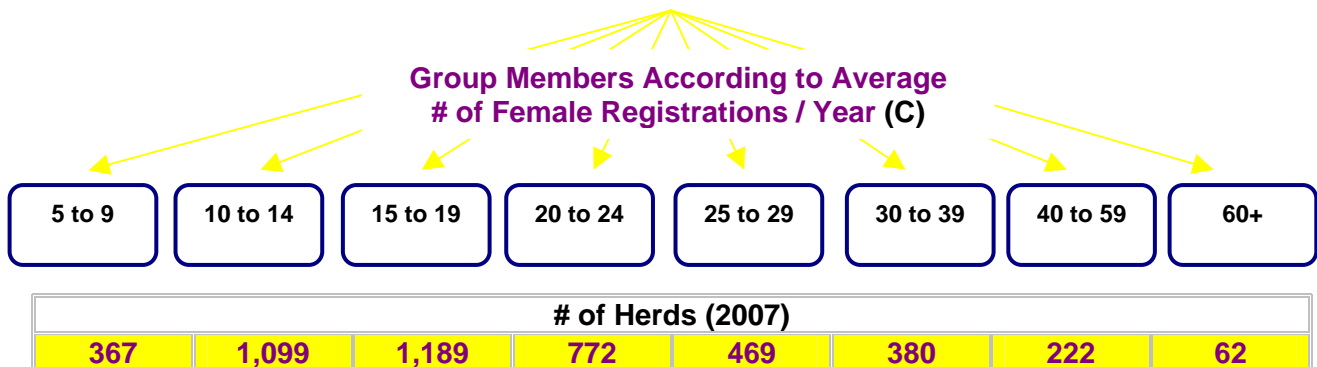 Group Members According to Average
# of Female Registrations / Year (C)
5 to 9 10 to 14 15 to 19 20 to 24 25 to 29 30 to 39 40 to 59 60+
# of Herds (2007)
367 1,099 1,189 772 469 380 222 62